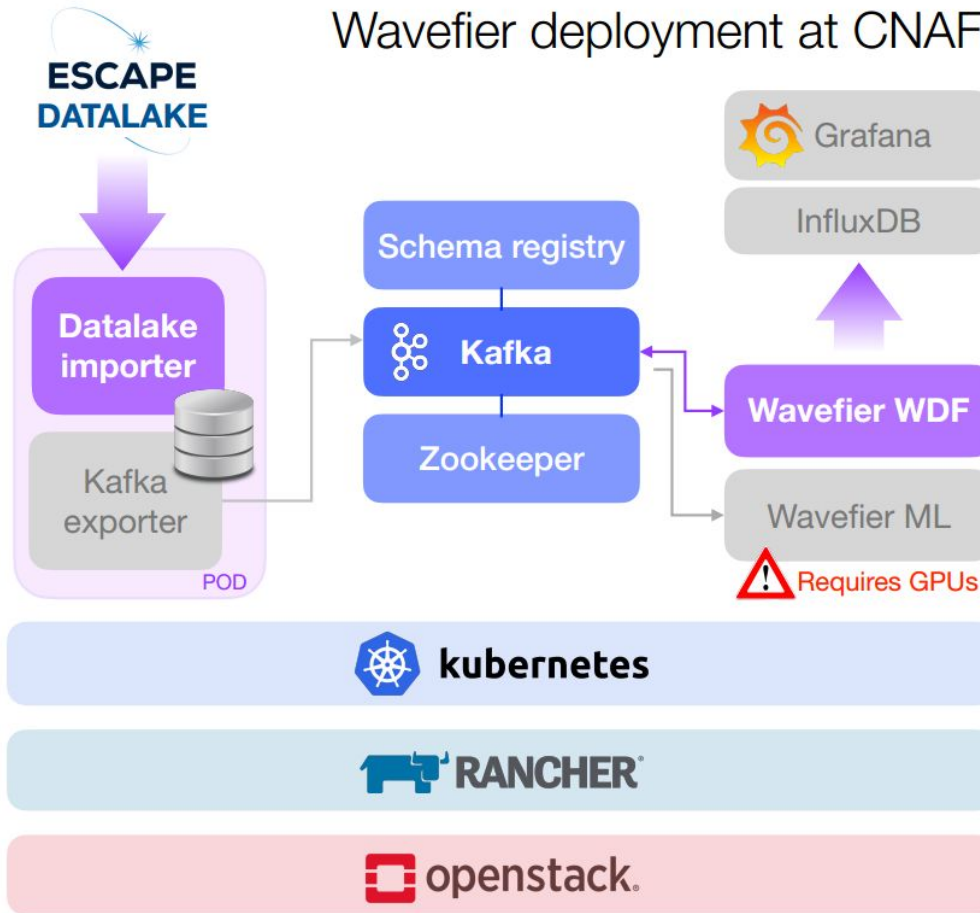 Wavefier deployment at CNAF
ESCAPE
DATALAKE
Grafana
InfluxDB
Schema registry
Datalake
importer
Kafka
Wavefier WDF
Kafka
exporter
Zookeeper
Wavefier ML
POD
! Requires GPUs
kubernetes
RANCHER®
openstack.®